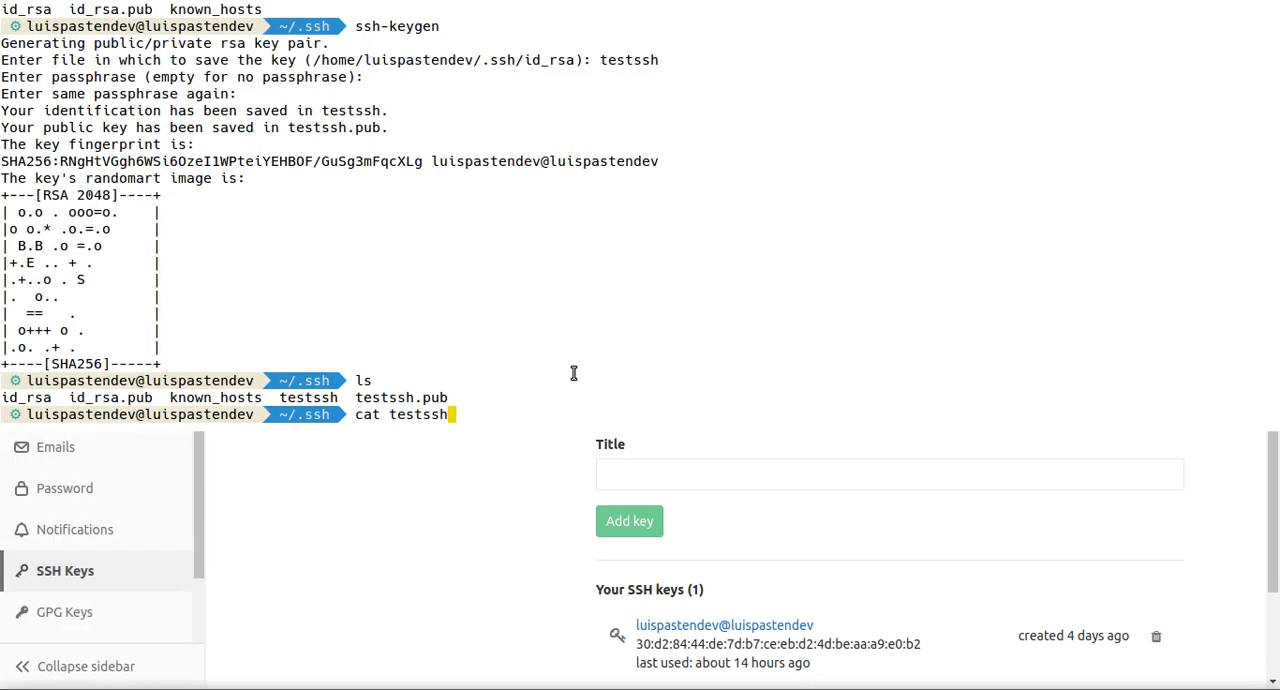 id_rsa  id_rsa.pub  known_hosts
luispastendev@luispastendev ~/.ssh ssh-keygen
Generating public/private rsa key pair.
Enter file in which to save the key (/home/luispastendev/.ssh/id_rsa): testssh
Enter passphrase (empty for no passphrase):
Enter same passphrase again:
Your identification has been saved in testssh.
Your public key has been saved in testssh.pub.
The key fingerprint is:
SHA256:RNgHtVGgh6WSi6OzeI1WPteiYEHBOF/GuSg3mFqcXLg luispastendev@luispastendev
The key's randomart image is:
+---[RSA 2048]----+
| o.o . ooo=o.    |
|o o.* .o.=.o     |
| B.B .o =.o      |
|+.E .. + .       |
|.+..o . S        |
|.  o..           |
|  ==   .         |
| o+++ o .        |
|.o. .+ .         |
+----[SHA256]-----+
luispastendev@luispastendev ~/.ssh ls
id_rsa  id_rsa.pub  known_hosts  testssh  testssh.pub
luispastendev@luispastendev ~/.ssh cat testssh
Emails
Password
Notifications
SSH Keys
GPG Keys
Collapse sidebar
Title
Add key
Your SSH keys (1)
luispastendev@luispastendev
30:d2:84:44:de:7d:b7:ce:eb:d2:4d:be:aa:a9:e0:b2
last used: about 14 hours ago
created 4 days ago